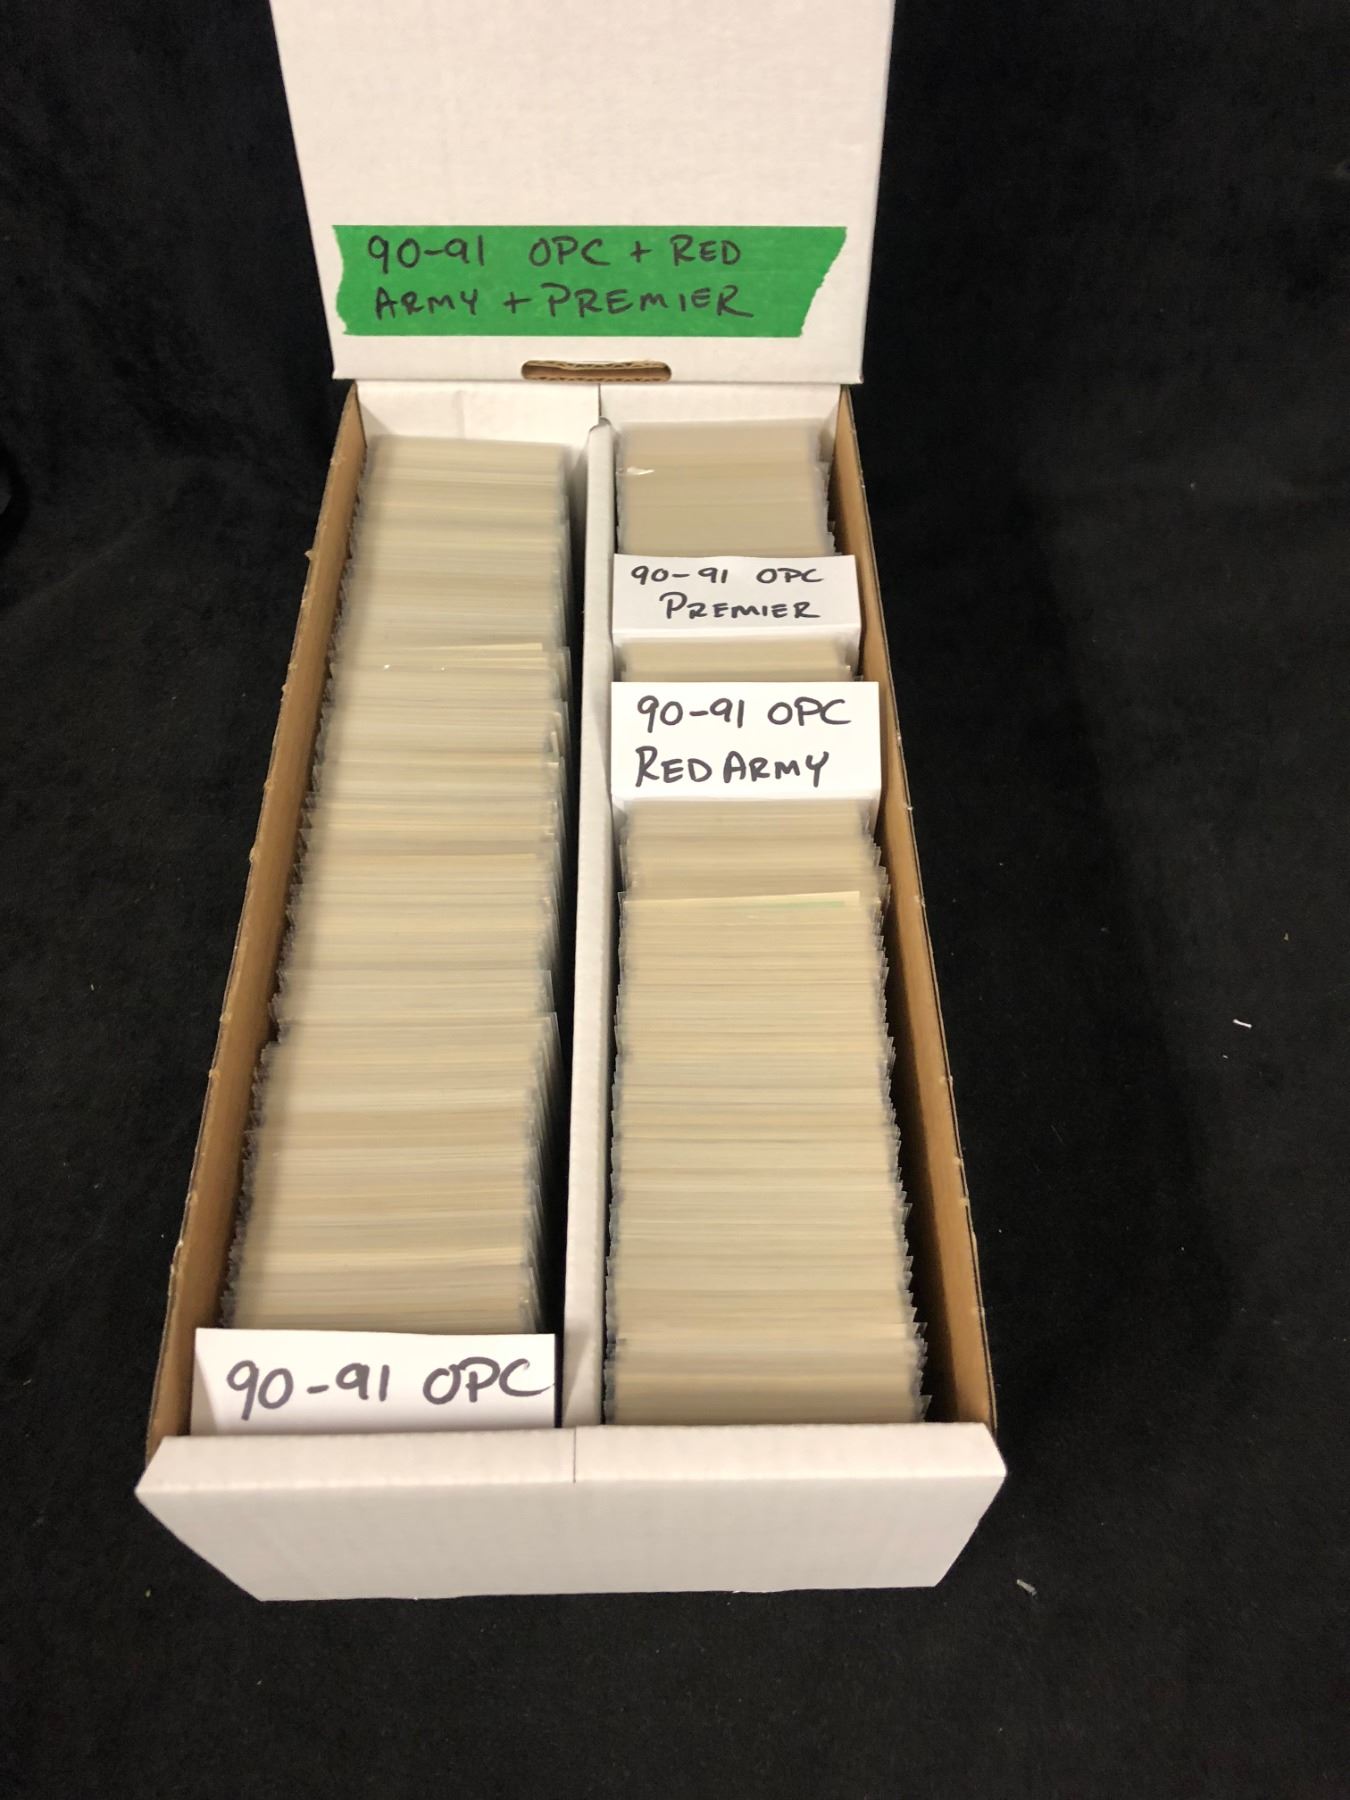 90-91 OPC + RED
ARMY + PREMIER
90-91 OPC
PREMIER
90-91 OPC
RED ARMY
90-91 OPC